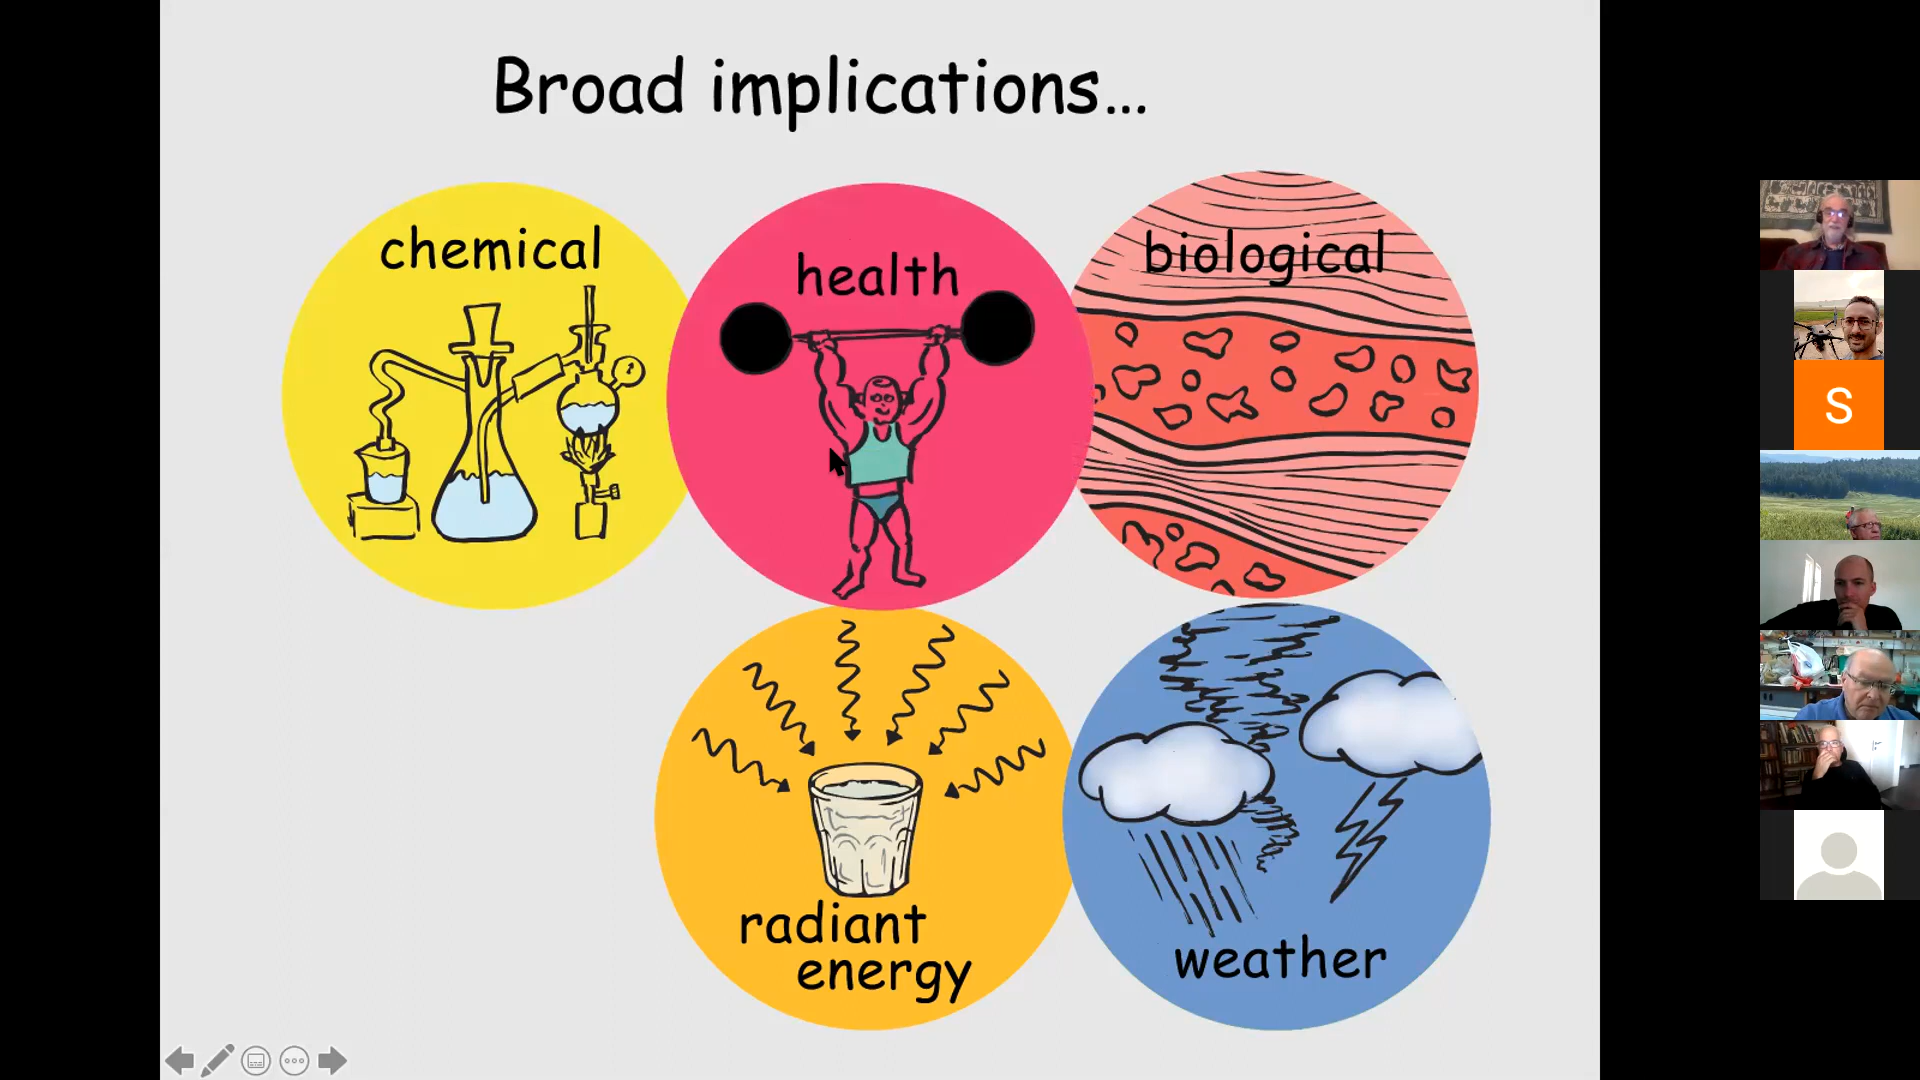 Broad implications...
chemical
health
biological
radiant
energy
weather
S